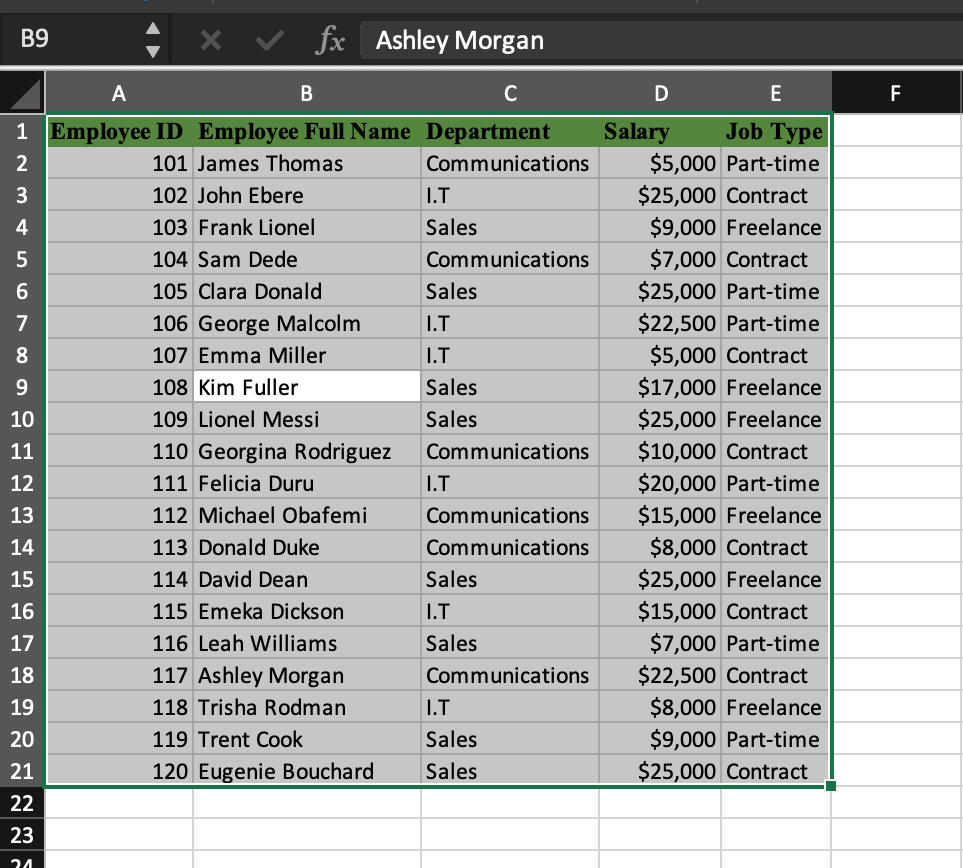 B9 fx Ashley Morgan
A B C D E F
1 Employee ID Employee Full Name Department Salary Job Type
2 101 James Thomas Communications $5,000 Part-time
3 102 John Ebere I.T $25,000 Contract
4 103 Frank Lionel Sales $9,000 Freelance
5 104 Sam Dede Communications $7,000 Contract
6 105 Clara Donald Sales $25,000 Part-time
7 106 George Malcolm I.T $22,500 Part-time
8 107 Emma Miller I.T $5,000 Contract
9 108 Kim Fuller Sales $17,000 Freelance
10 109 Lionel Messi Sales $25,000 Freelance
11 110 Georgina Rodriguez Communications $10,000 Contract
12 111 Felicia Duru I.T $20,000 Part-time
13 112 Michael Obafemi Communications $15,000 Freelance
14 113 Donald Duke Communications $8,000 Contract
15 114 David Dean Sales $25,000 Freelance
16 115 Emeka Dickson I.T $15,000 Contract
17 116 Leah Williams Sales $7,000 Part-time
18 117 Ashley Morgan Communications $22,500 Contract
19 118 Trisha Rodman I.T $8,000 Freelance
20 119 Trent Cook Sales $9,000 Part-time
21 120 Eugenie Bouchard Sales $25,000 Contract
22
23
24